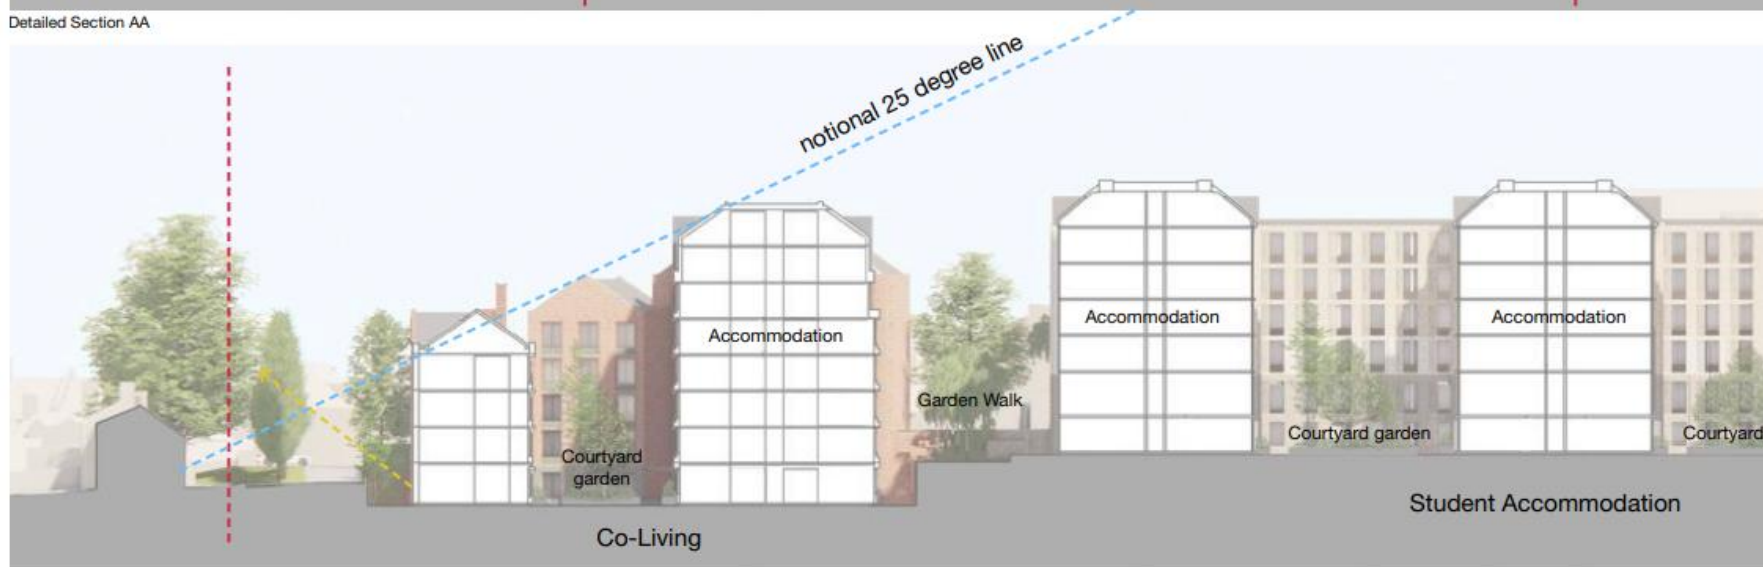 Detailed Section AA
notional 25 degree line
Accommodation
Accommodation
Accommodation
Garden Walk
Courtyard garden
Courtyard
Courtyard
garden
Student Accommodation
Co-Living